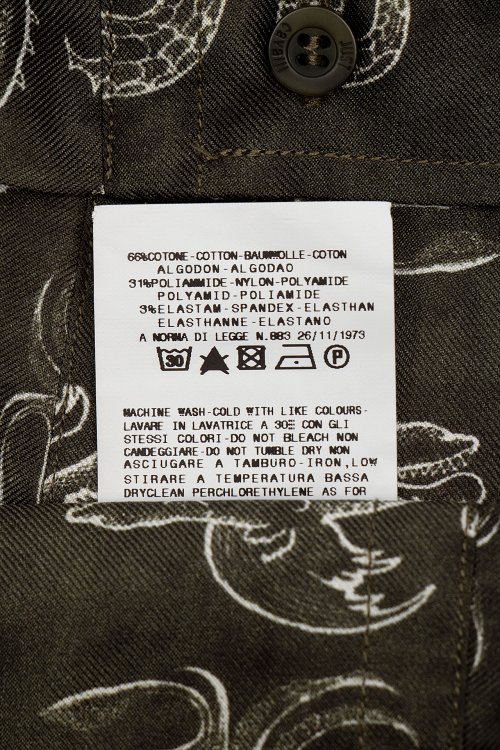 JUST
cavalli
66%COTONE-COTTON-BAUMWOLLE-COTON
ALGODON-ALGODAO
31%POLIAMMIDE-NYLON-POLYAMIDE
POLYAMID-POLIAMIDE
3%ELASTAM-SPANDEX-ELASTHAN
ELASTHANNE-ELASTANO
A NORMA DI LEGGE N.883 26/11/1973
30 P
MACHINE WASH-COLD WITH LIKE COLOURS-
LAVARE IN LAVATRICE A 30 CON GLI
STESSI COLORI-DO NOT BLEACH NON
CANDEGGIARE-DO NOT TUMBLE DRY NON
ASCIUGARE A TAMBURO-IRON,LOW
STIRARE A TEMPERATURA BASSA
DRYCLEAN PERCHLORETHYLENE AS FOR